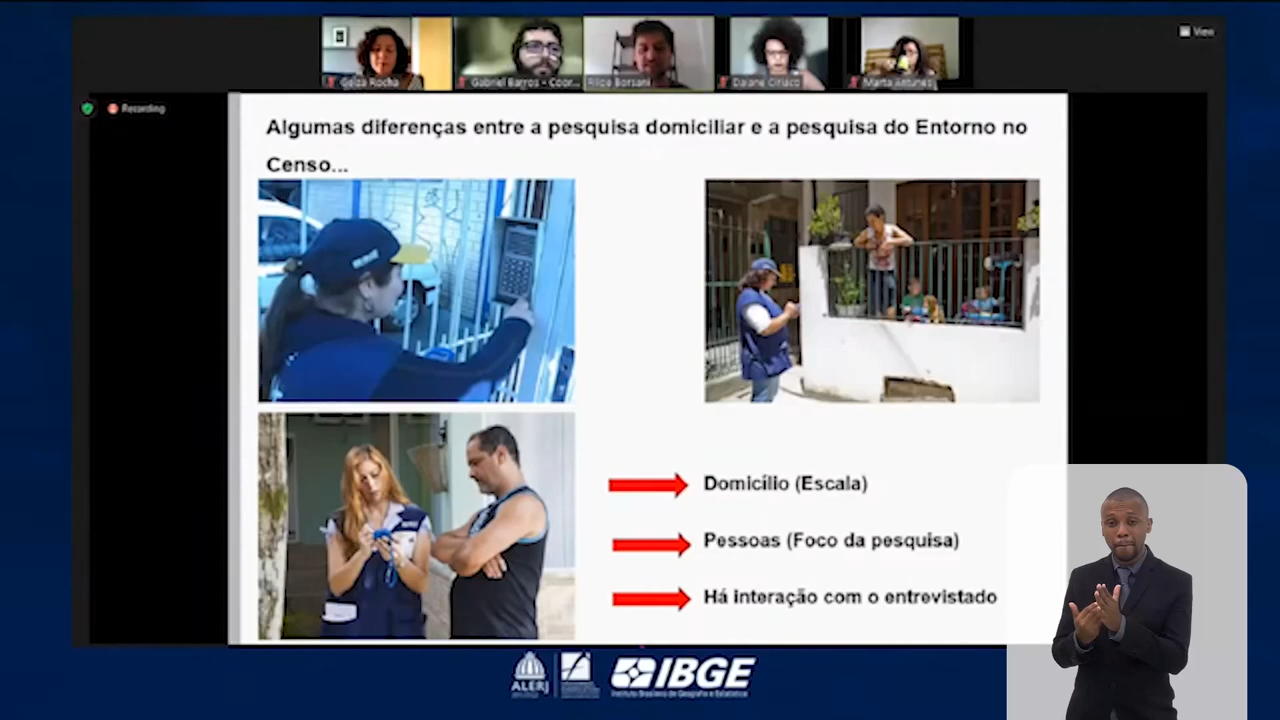 View
Geiza Rocha
Gabriel Barros - Coor...
Filipe Borsani
Daiane Ciriaco
Marta Antunes
Recording
Algumas diferenças entre a pesquisa domiciliar e a pesquisa do Entorno no
Censo...
Domicílio (Escala)
Pessoas (Foco da pesquisa)
Há interação com o entrevistado
ALERJ
IBGE
Instituto Brasileiro de Geografia e Estatística